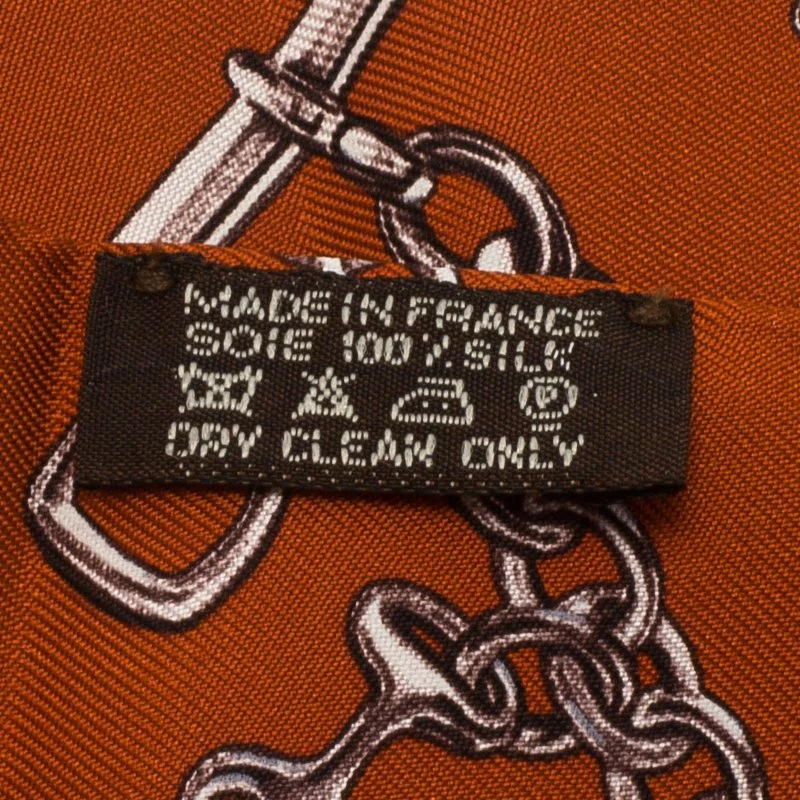 MADE IN FRANCE
SOIE 100% SILK
P
DRY CLEAN ONLY